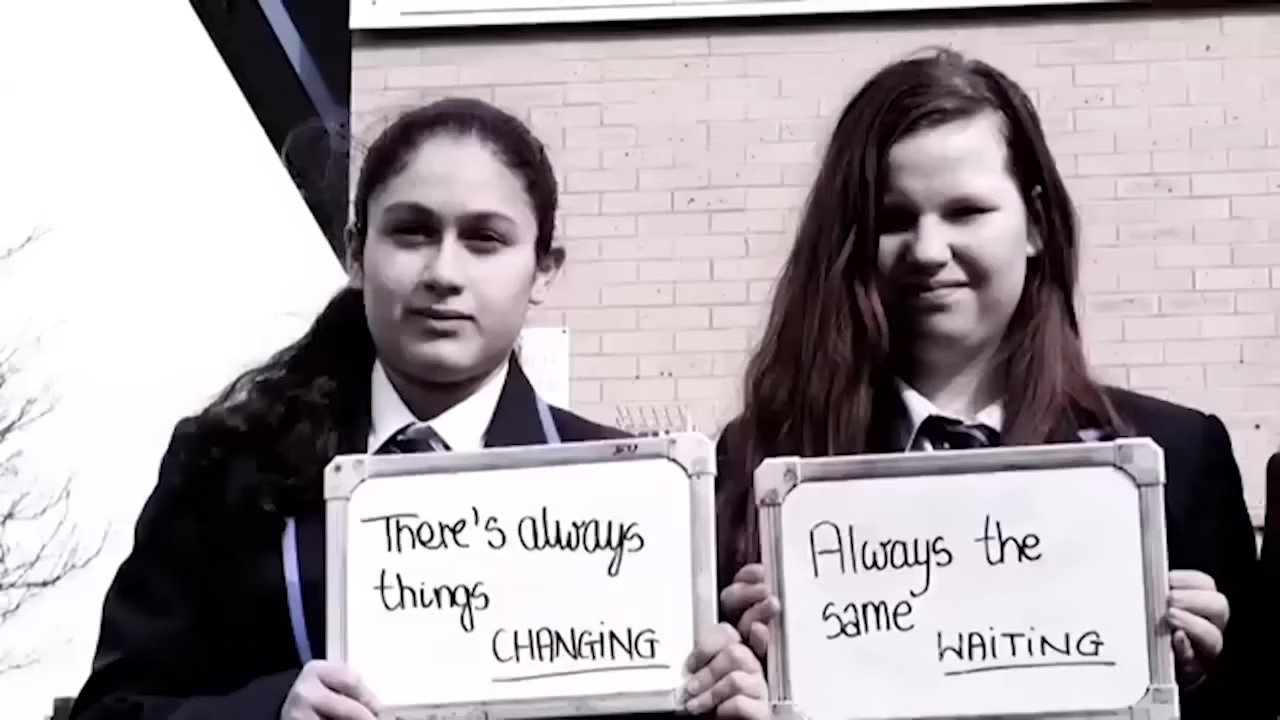 There's always
things
CHANGING
Always the
same
WAITING